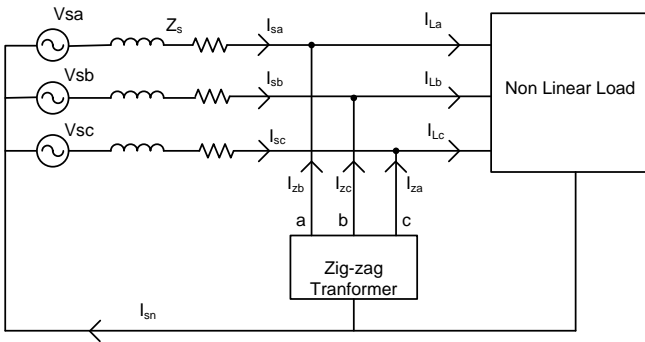 Vsa
Zs
Isa
ILa
Vsb
Isb
ILb
Non Linear Load
Vsc
Isc
ILc
Izb
Izc
Iza
a
b
c
Zig-zag
Tranformer
Isn